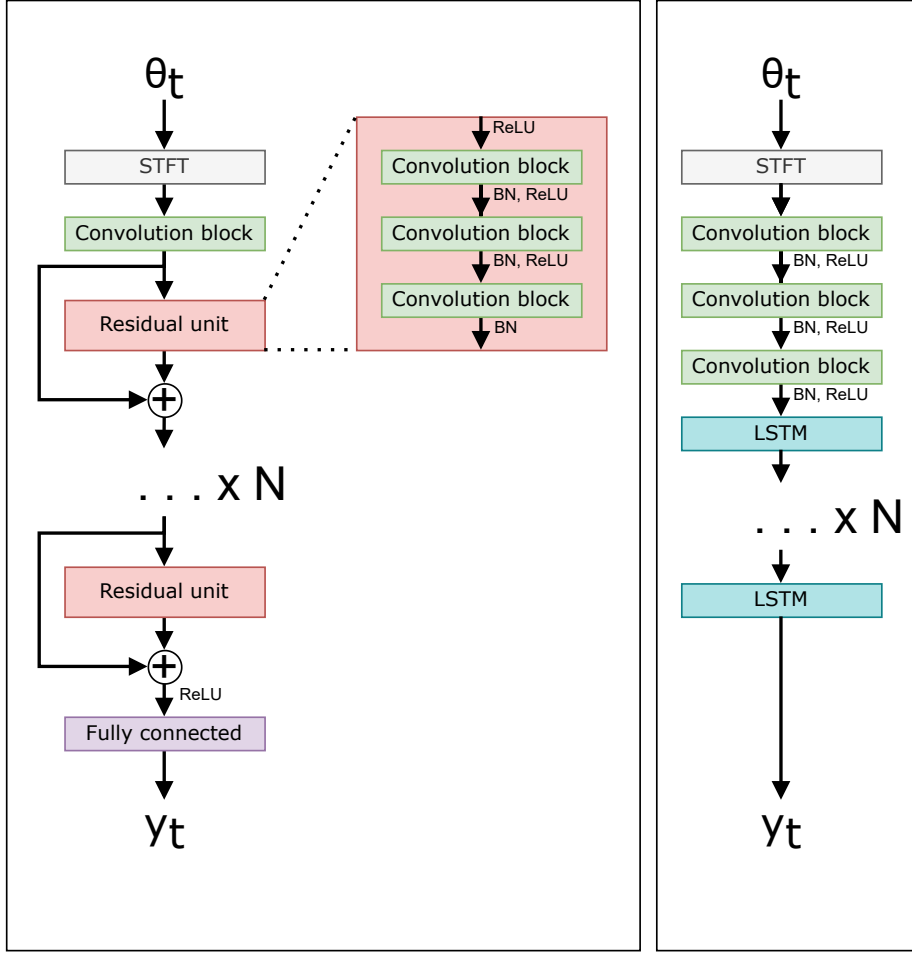 θt
STFT
Convolution block
Residual unit
. . . x N
Residual unit
ReLU
Fully connected
yt
ReLU
Convolution block
BN, ReLU
Convolution block
BN, ReLU
Convolution block
BN
θt
STFT
Convolution block
BN, ReLU
Convolution block
BN, ReLU
Convolution block
BN, ReLU
LSTM
. . . x N
LSTM
yt